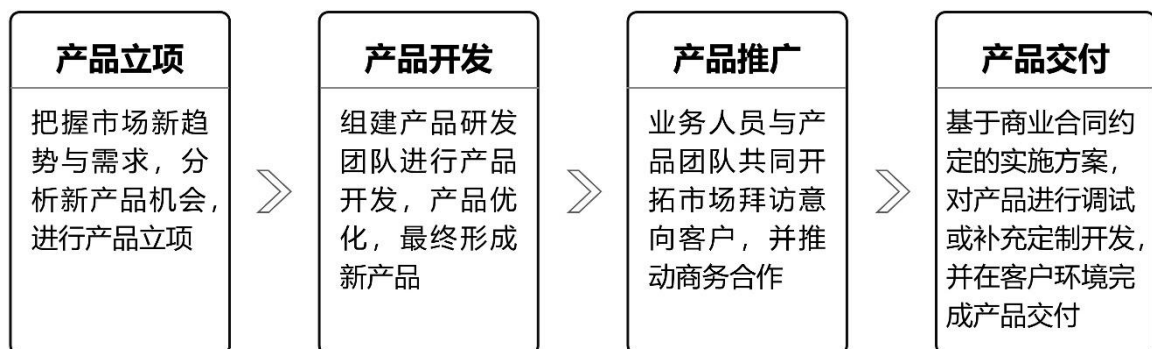 产品立项
把握市场新趋
势与需求，分
析新产品机会，
进行产品立项
产品开发
组建产品研发
团队进行产品
开发，产品优
化，最终形成
新产品
产品推广
业务人员与产
品团队共同开
拓市场拜访意
向客户，并推
动商务合作
产品交付
基于商业合同约
定的实施方案，
对产品进行调试
或补充定制开发，
并在客户环境完
成产品交付